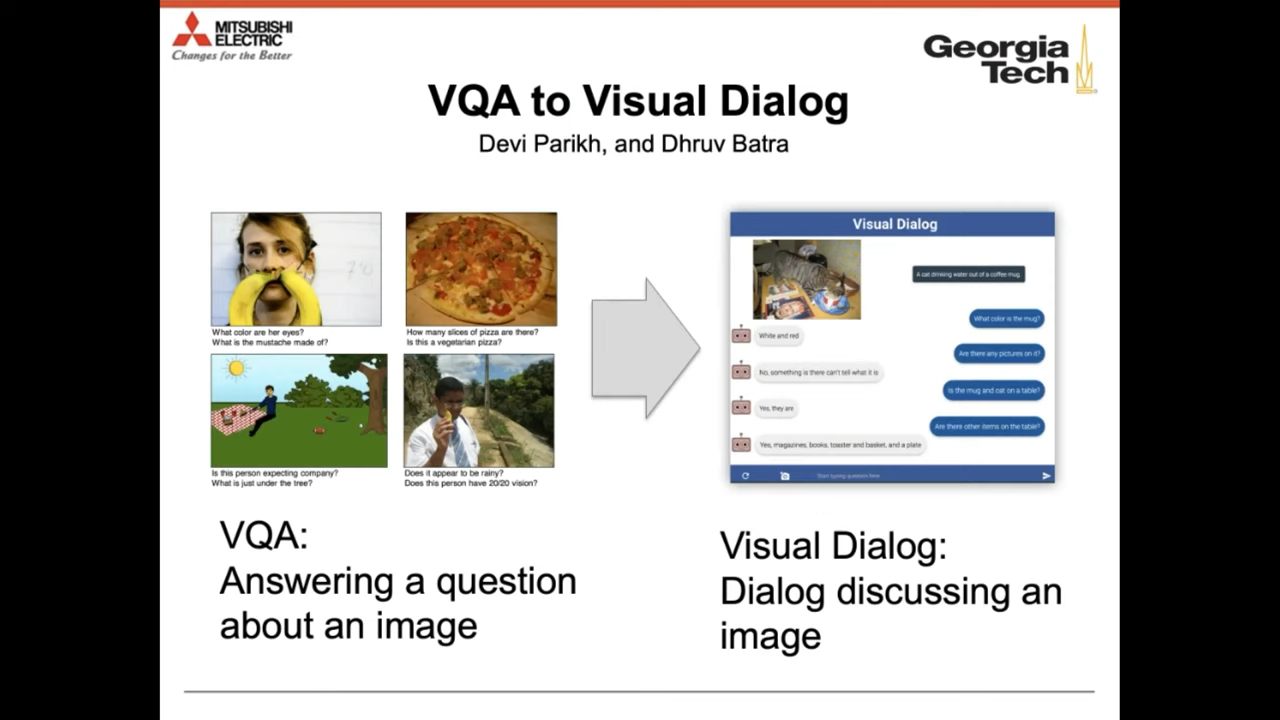 MITSUBISHI
ELECTRIC
Changes for the Better
Georgia
Tech
VQA to Visual Dialog
Devi Parikh, and Dhruv Batra
What color are her eyes?
What is the mustache made of?
How many slices of pizza are there?
Is this a vegetarian pizza?
Is this person expecting company?
What is just under the tree?
Does it appear to be rainy?
Does this person have 20/20 vision?
Visual Dialog
A cat drinking water out of a coffee mug
What color is the mug?
White and red
Are there any pictures on it?
No, something is there can't tell what it is
Is the mug and cat on a table?
Yes, they are
Are there other items on the table?
Yes, magazines, books, toaster and basket, and a plate
Start typing question here
VQA:
Answering a question
about an image
Visual Dialog:
Dialog discussing an
image